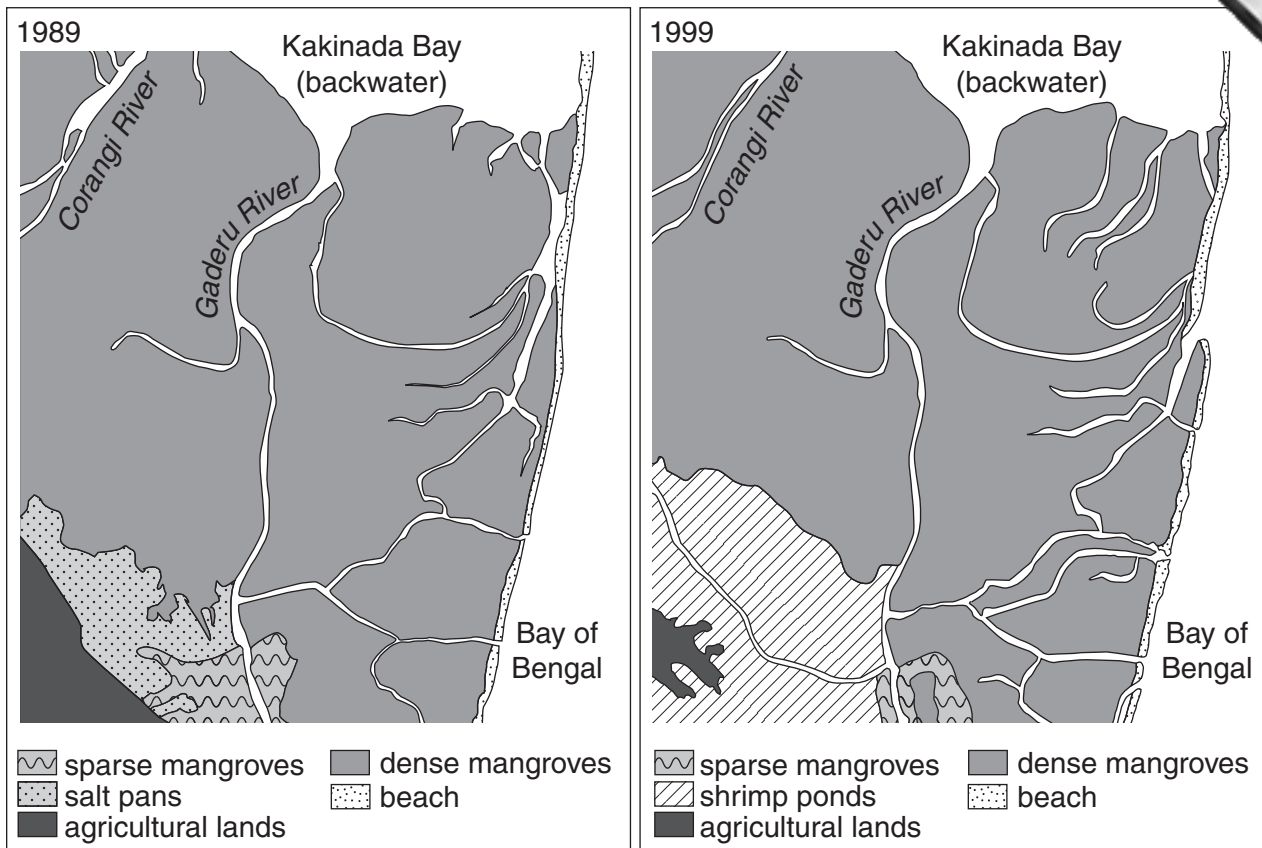 1989
Kakinada Bay
(backwater)
Corangi River
Gaderu River
Bay of
Bengal
sparse mangroves
salt pans
agricultural lands
dense mangroves
beach
1999
Kakinada Bay
(backwater)
Corangi River
Gaderu River
Bay of
Bengal
sparse mangroves
shrimp ponds
agricultural lands
dense mangroves
beach